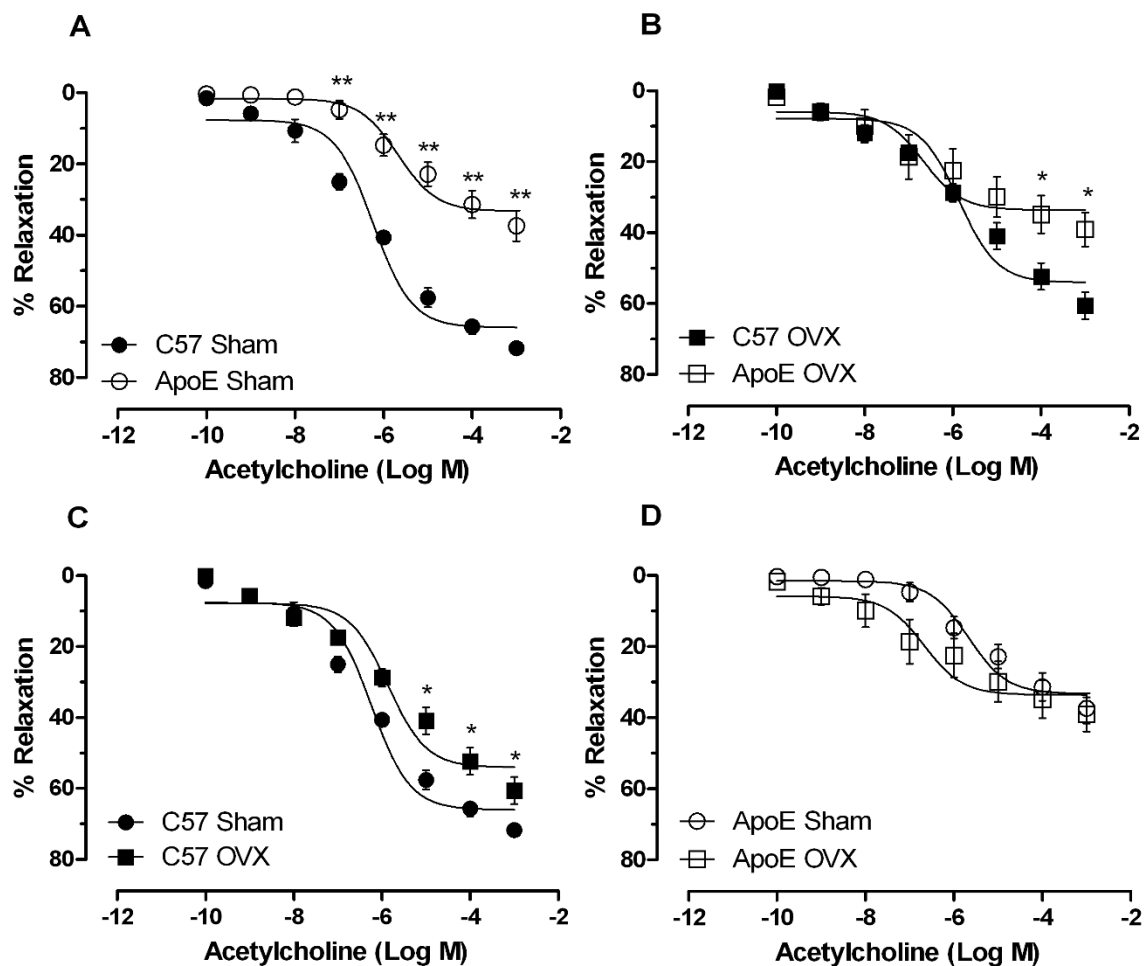 A
0
20
40
60
80
% Relaxation
** ** ** ** **
C57 Sham
ApoE Sham
-12 -10 -8 -6 -4 -2
Acetylcholine (Log M)
B
0
20
40
60
80
% Relaxation
* *
C57 OVX
ApoE OVX
-12 -10 -8 -6 -4 -2
Acetylcholine (Log M)
C
0
20
40
60
80
% Relaxation
* * *
C57 Sham
C57 OVX
-12 -10 -8 -6 -4 -2
Acetylcholine (Log M)
D
0
20
40
60
80
% Relaxation
ApoE Sham
ApoE OVX
-12 -10 -8 -6 -4 -2
Acetylcholine (Log M)